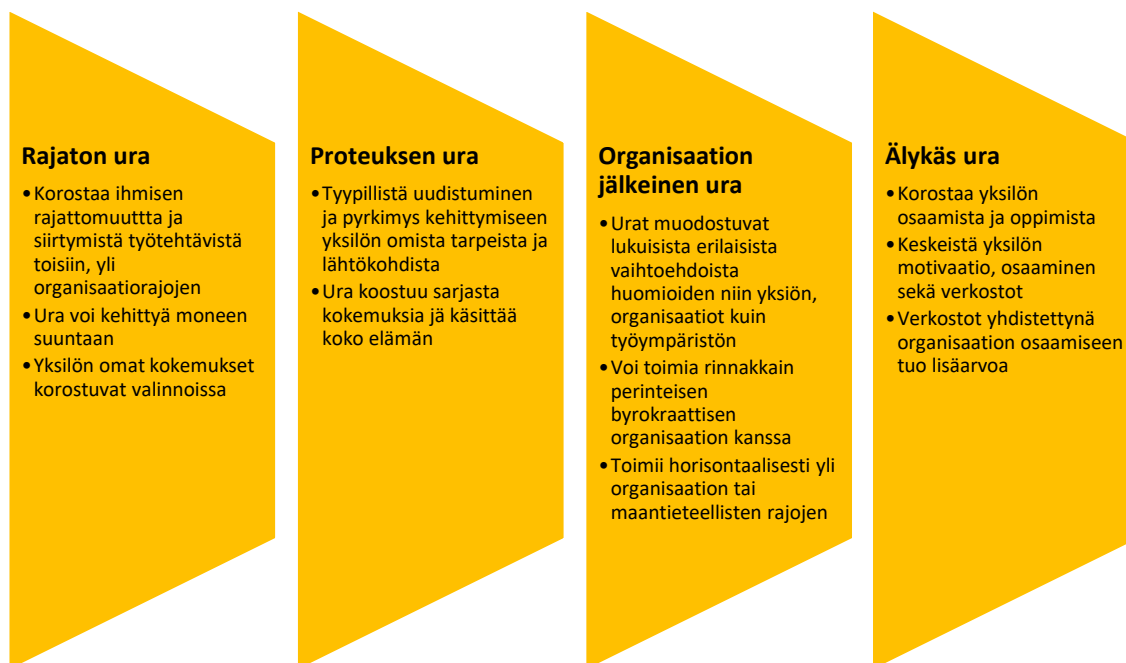 Rajaton ura
•Korostaa ihmisen
rajattomuuttta ja
siirtymistä työtehtävistä
toisiin, yli
organisaatiorajojen
•Ura voi kehittyä moneen
suuntaan
•Yksilön omat kokemukset
korostuvat valinnoissa
Proteuksen ura
•Tyypillistä uudistuminen
ja pyrkimys kehittymiseen
yksilön omista tarpeista ja
lähtökohdista
•Ura koostuu sarjasta
kokemuksia jä käsittää
koko elämän
Organisaation
jälkeinen ura
•Urat muodostuvat
lukuisista erilaisista
vaihtoehdoista
huomioiden niin yksiön,
organisaatiot kuin
työympäristön
•Voi toimia rinnakkain
perinteisen
byrokraattisen
organisaation kanssa
•Toimii horisontaalisesti yli
organisaation tai
maantieteellisten rajojen
Älykäs ura
•Korostaa yksilön
osaamista ja oppimista
•Keskeistä yksilön
motivaatio, osaaminen
sekä verkostot
•Verkostot yhdistettynä
organisaation osaamiseen
tuo lisäarvoa